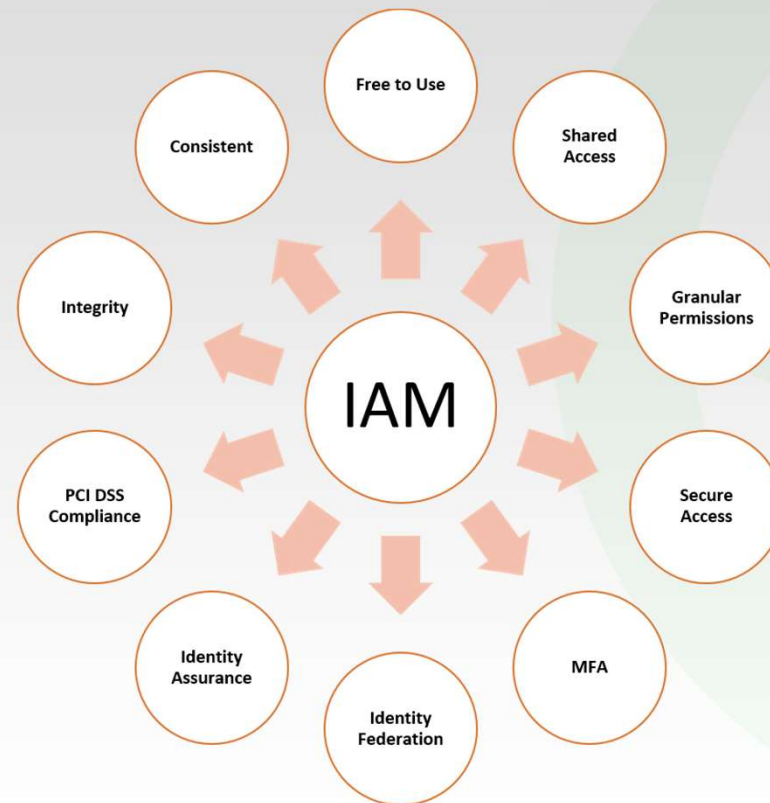 Free to Use
Consistent
Shared
Access
Integrity
Granular
Permissions
IAM
PCI DSS
Compliance
Secure
Access
Identity
Assurance
MFA
Identity
Federation